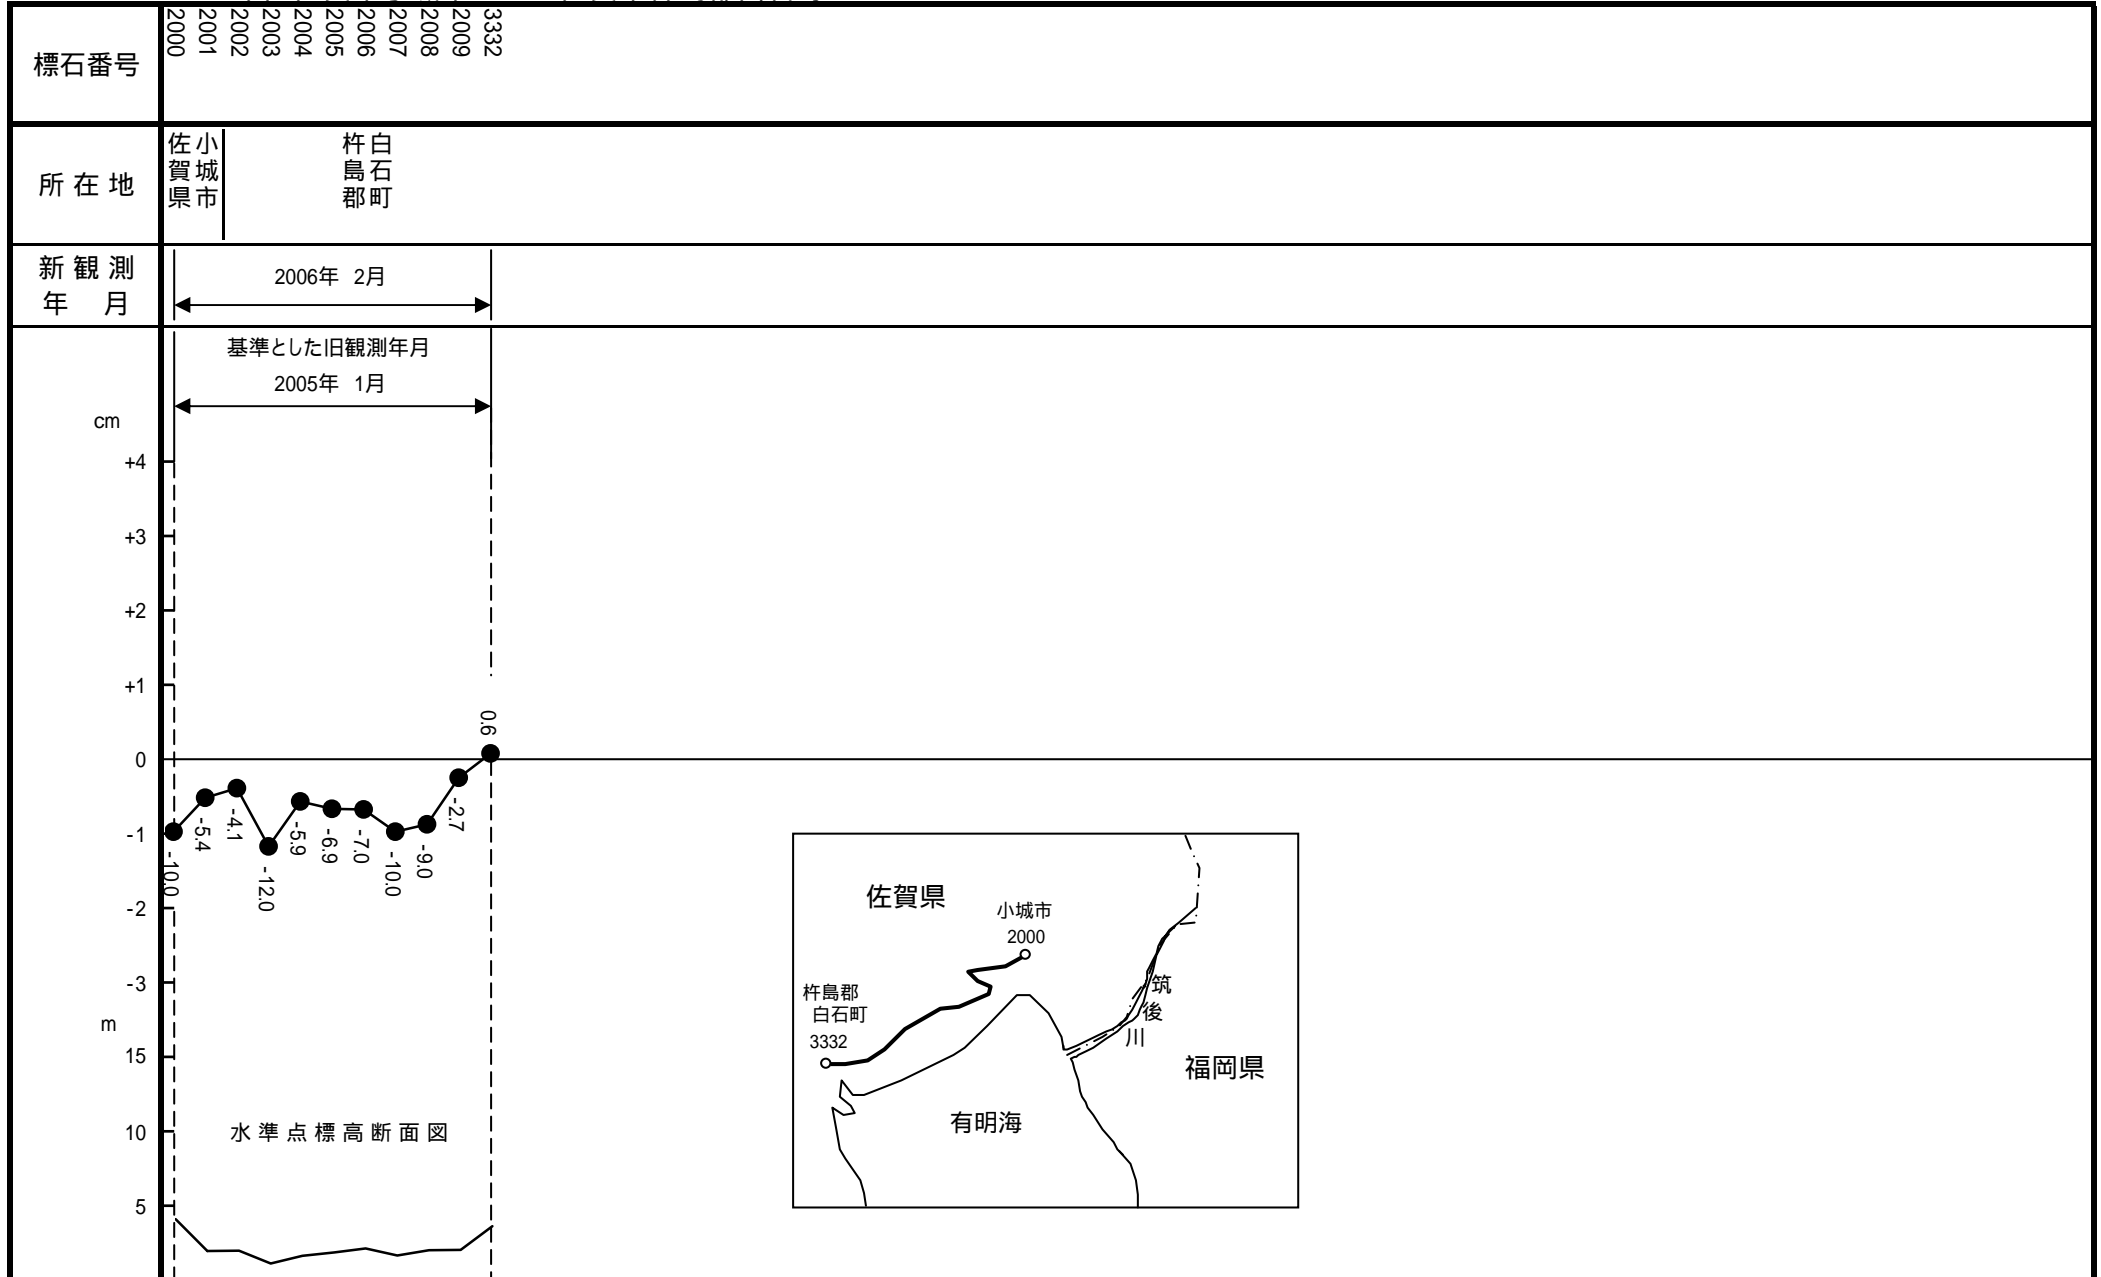 標石番号
2000
2001
2002
2003
2004
2005
2006
2007
2008
2009
3332
所在地
佐賀県
小城市
杵島郡
白石町
新観測
年 月
2006年 2月
基準とした旧観測年月
2005年 1月
cm
+4
+3
+2
+1
0
-1
-2
-3
0.6
-10.0
-5.4
-4.1
-12.0
-5.9
-6.9
-7.0
-10.0
-9.0
-2.7
m
15
10
5
水準点標高断面図
佐賀県
小城市
2000
杵島郡
白石町
3332
筑後川
福岡県
有明海